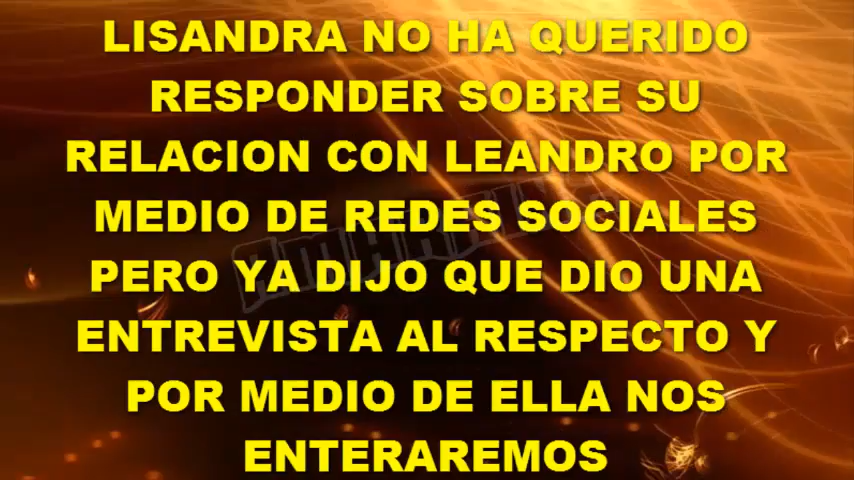 LISANDRA NO HA QUERIDO
RESPONDER SOBRE SU
RELACION CON LEANDRO POR
MEDIO DE REDES SOCIALES
PERO YA DIJO QUE DIO UNA
ENTREVISTA AL RESPECTO Y
POR MEDIO DE ELLA NOS
ENTERAREMOS